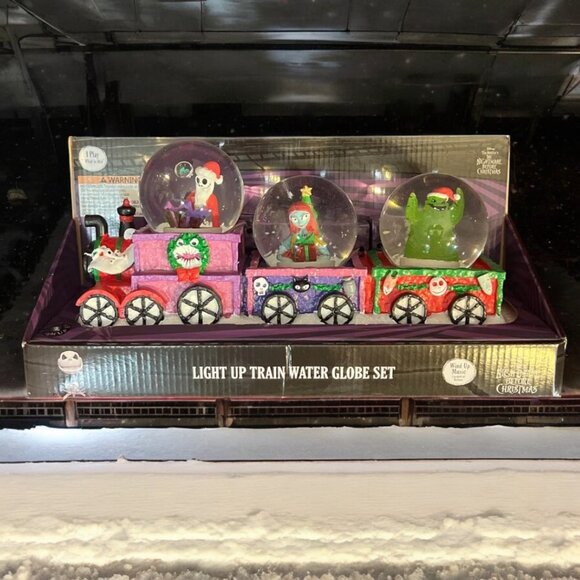 Disney
TIM BURTON'S
THE
NIGHTMARE
BEFORE
CHRISTMAS
WARNING
LIGHT UP TRAIN WATER GLOBE SET
Wind Up
Music
NIGHTMARE
BEFORE
CHRISTMAS